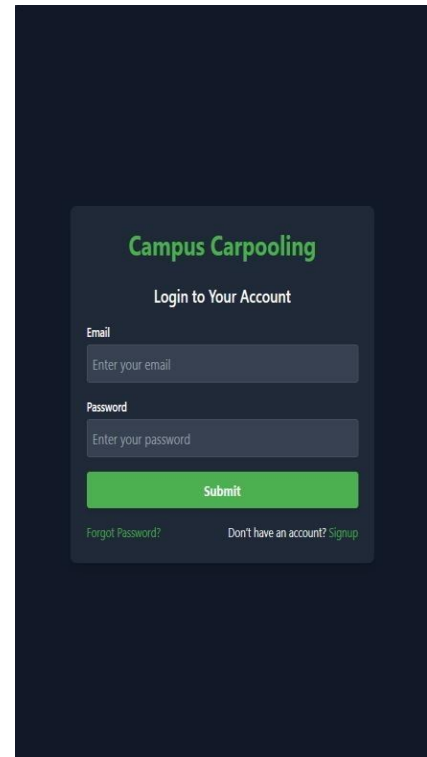 Campus Carpooling
Login to Your Account
Email
Enter your email
Password
Enter your password
Submit
Forgot Password? Don't have an account? Signup